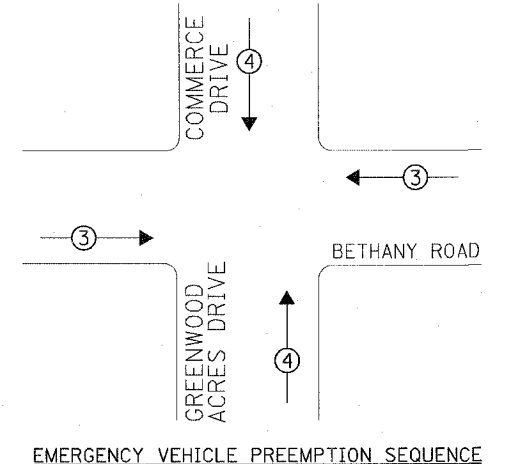 COMMERCE
DRIVE
4
3
3
BETHANY ROAD
GREENWOOD
ACRES DRIVE
4
EMERGENCY VEHICLE PREEMPTION SEQUENCE